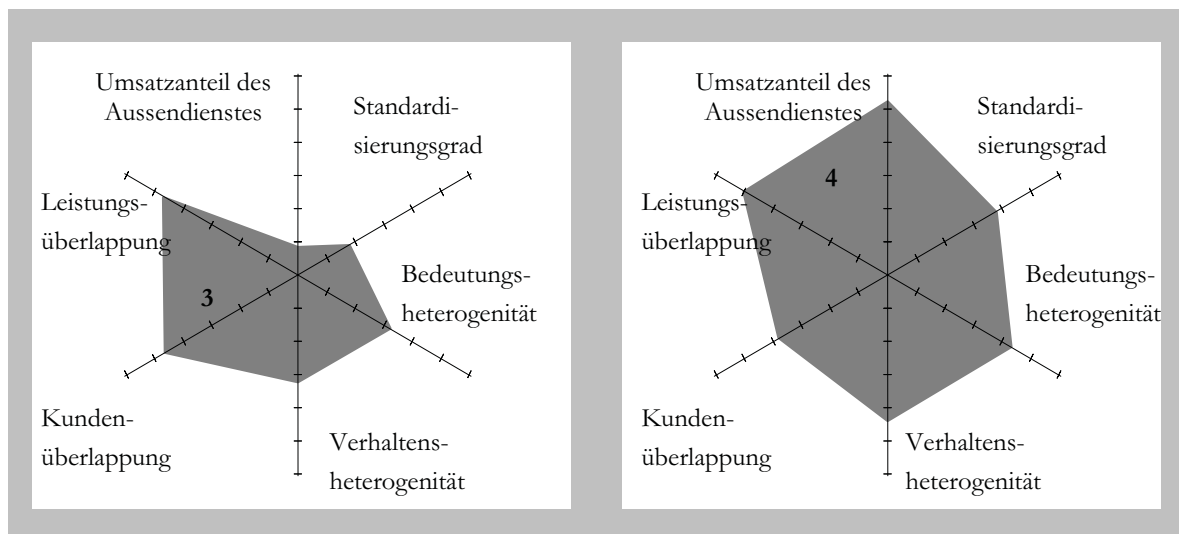 Umsatzanteil des
Aussendienstes
Standardi-
sierungsgrad
Leistungs-
überlappung
Bedeutungs-
heterogenität
3
Kunden-
überlappung
Verhaltens-
heterogenität
Umsatzanteil des
Aussendienstes
Standardi-
sierungsgrad
4
Leistungs-
überlappung
Bedeutungs-
heterogenität
Kunden-
überlappung
Verhaltens-
heterogenität